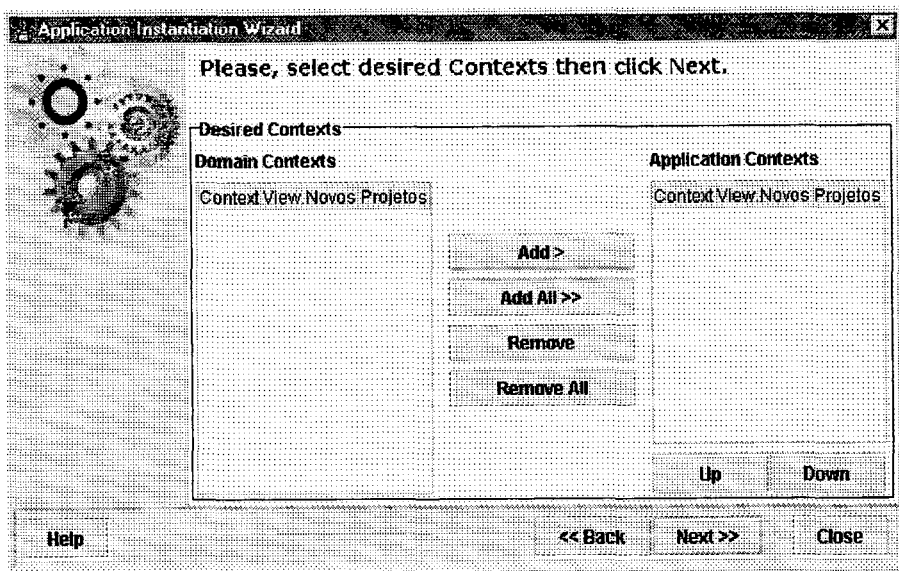 Application Instantiation Wizard
Please, select desired Contexts then click Next.
Desired Contexts
Domain Contexts
Application Contexts
Context View.Novos Projetos
Context View.Novos Projetos
Add >
Add All >>
Remove
Remove All
Up
Down
Help
<< Back
Next >>
Close